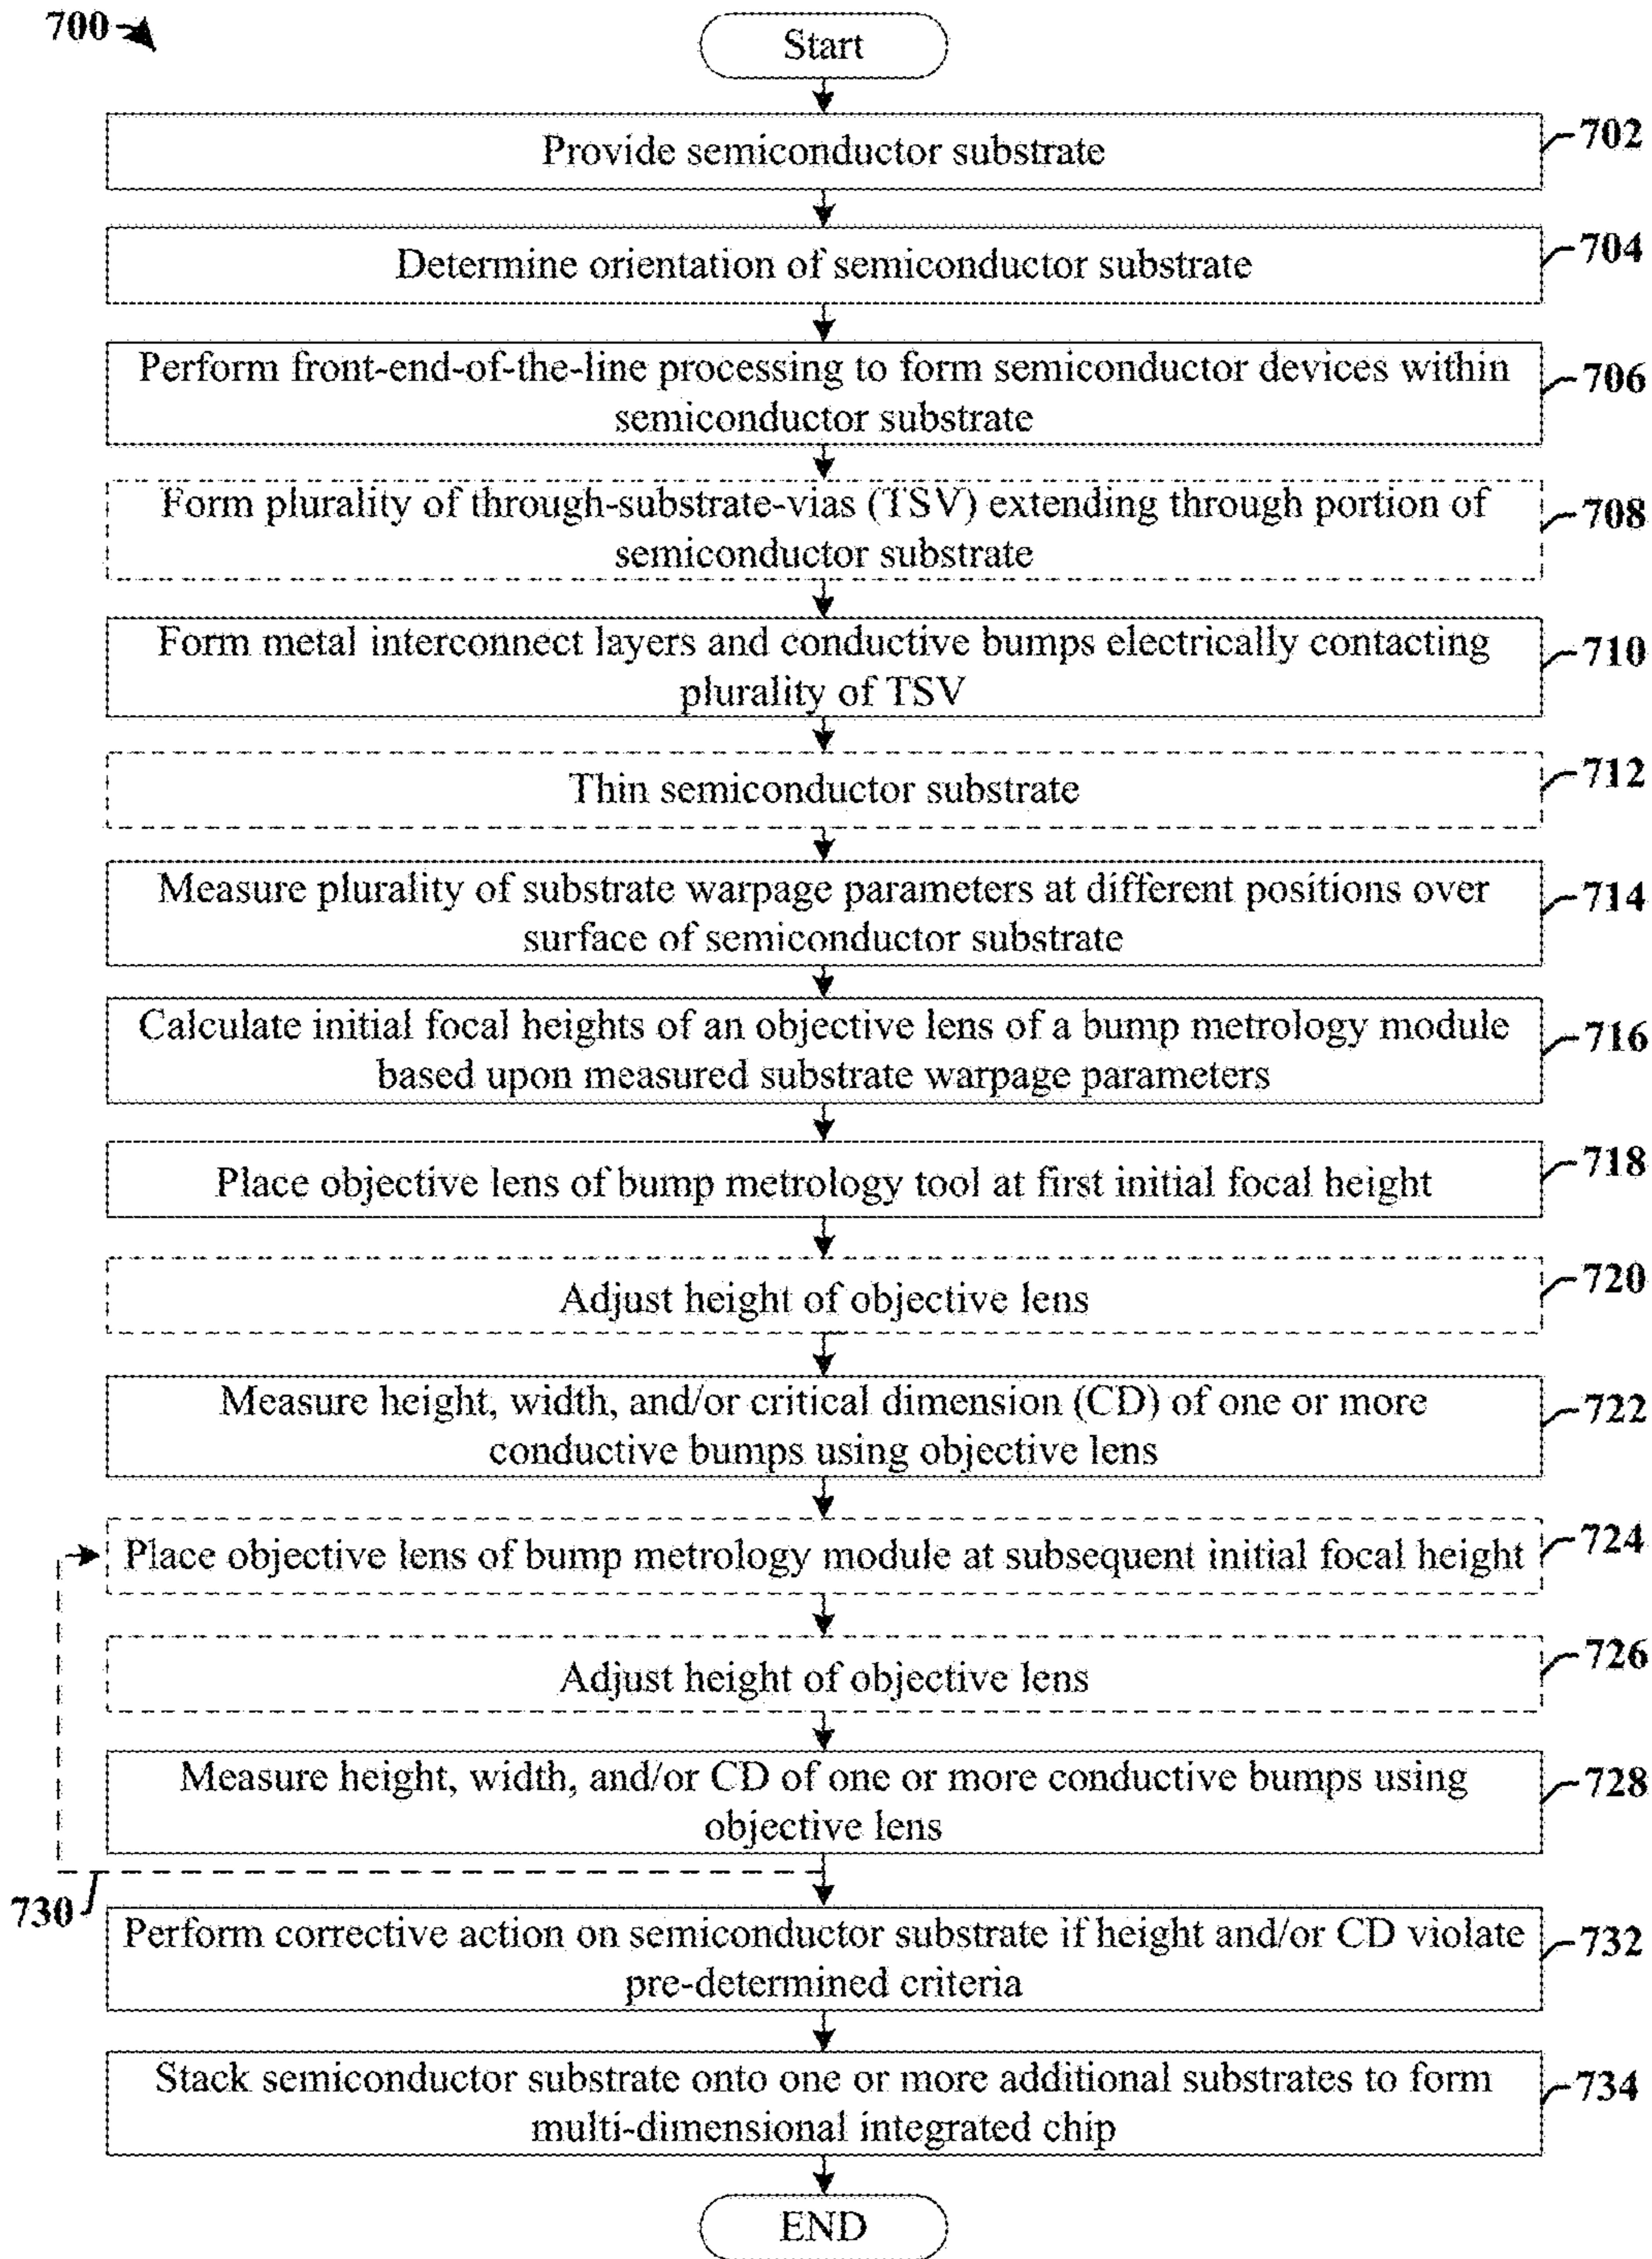 700
Start
Provide semiconductor substrate
702
Determine orientation of semiconductor substrate
704
Perform front-end-of-the-line processing to form semiconductor devices within
semiconductor substrate
706
Form plurality of through-substrate-vias (TSV) extending through portion of
semiconductor substrate
708
Form metal interconnect layers and conductive bumps electrically contacting
plurality of TSV
710
Thin semiconductor substrate
712
Measure plurality of substrate warpage parameters at different positions over
surface of semiconductor substrate
714
Calculate initial focal heights of an objective lens of a bump metrology module
based upon measured substrate warpage parameters
716
Place objective lens of bump metrology tool at first initial focal height
718
Adjust height of objective lens
720
Measure height, width, and/or critical dimension (CD) of one or more
conductive bumps using objective lens
722
Place objective lens of bump metrology module at subsequent initial focal height
724
Adjust height of objective lens
726
Measure height, width, and/or CD of one or more conductive bumps using
objective lens
728
730
Perform corrective action on semiconductor substrate if height and/or CD violate
pre-determined criteria
732
Stack semiconductor substrate onto one or more additional substrates to form
multi-dimensional integrated chip
734
END